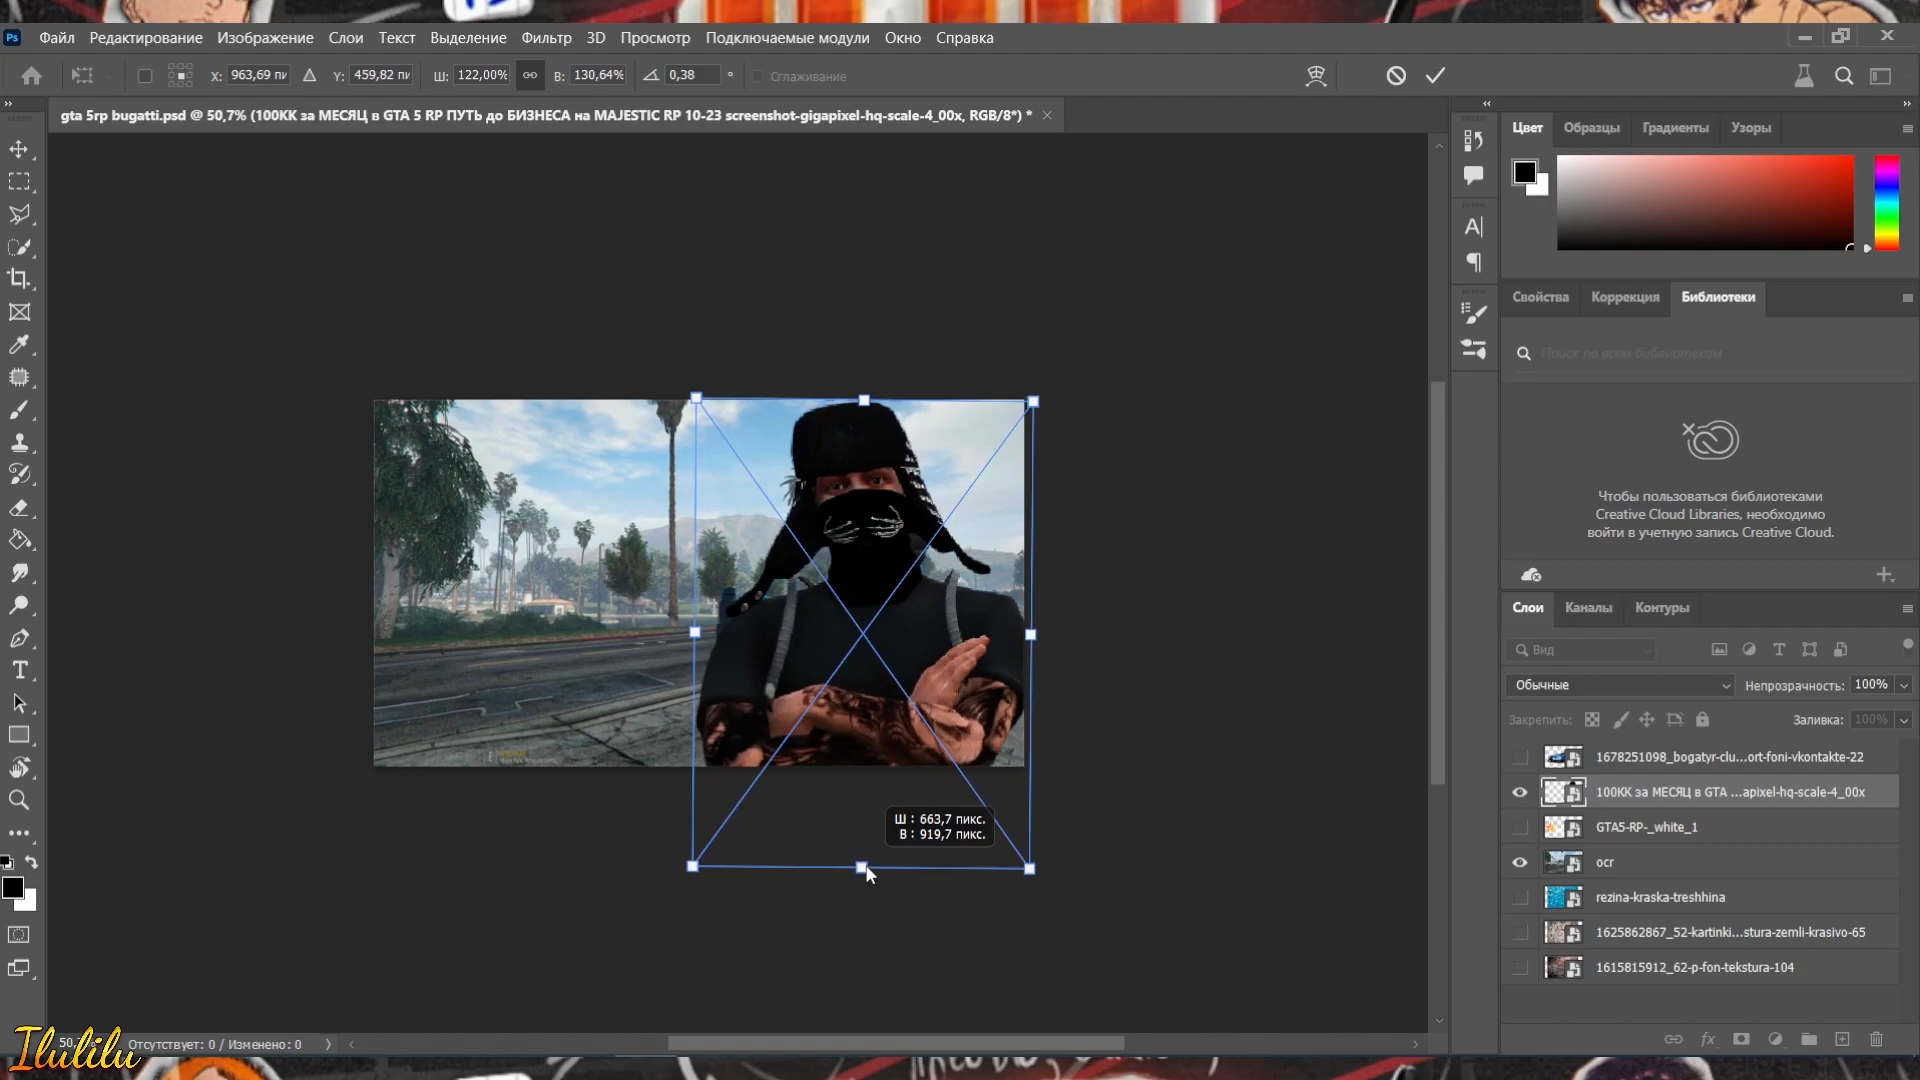 Ps Файл Редактирование Изображение Слои Текст Выделение Фильтр 3D Просмотр Подключаемые модули Окно Справка
X: 963,69 пи Y: 459,82 пи Ш: 122,00% В: 130,64% 0,38 ° Сглаживание
gta 5rp bugatti.psd @ 50,7% (100КК за МЕСЯЦ в GTA 5 RP ПУТЬ до БИЗНЕСА на MAJESTIC RP 10-23 screenshot-gigapixel-hq-scale-4_00x, RGB/8*) *
Цвет Образцы Градиенты Узоры
Свойства Коррекция Библиотеки
Поиск по всем библиотекам
Чтобы пользоваться библиотеками
Creative Cloud Libraries, необходимо
войти в учетную запись Creative Cloud.
Слои Каналы Контуры
Вид
Обычные Непрозрачность: 100%
Закрепить: Заливка: 100%
1678251098_bogatyr-clu...ort-foni-vkontakte-22
100КК за МЕСЯЦ в GTA ...apixel-hq-scale-4_00x
GTA5-RP-_white_1
ocr
rezina-kraska-treshhina
1625862867_52-kartinki...stura-zemli-krasivo-65
1615815912_62-p-fon-tekstura-104
Ш : 663,7 пикс.
В : 919,7 пикс.
Отсутствует: 0 / Изменено: 0
Ilulilu